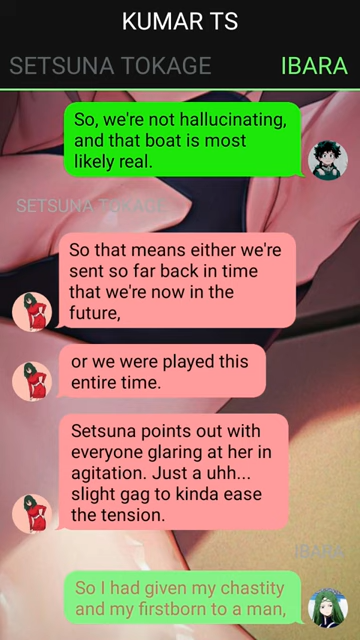 KUMAR TS
SETSUNA TOKAGE
IBARA
So, we're not hallucinating,
and that boat is most
likely real.
SETSUNA TOKAGE
So that means either we're
sent so far back in time
that we're now in the
future,
or we were played this
entire time.
Setsuna points out with
everyone glaring at her in
agitation. Just a uhh...
slight gag to kinda ease
the tension.
IBARA
So I had given my chastity
and my firstborn to a man,